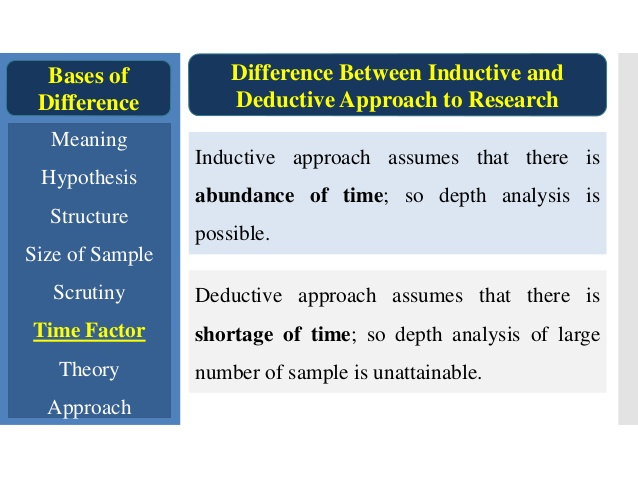 Bases of
Difference
Meaning
Hypothesis
Structure
Size of Sample
Scrutiny
Time Factor
Theory
Approach
Difference Between Inductive and
Deductive Approach to Research
Inductive approach assumes that there is
abundance of time; so depth analysis is
possible.
Deductive approach assumes that there is
shortage of time; so depth analysis of large
number of sample is unattainable.